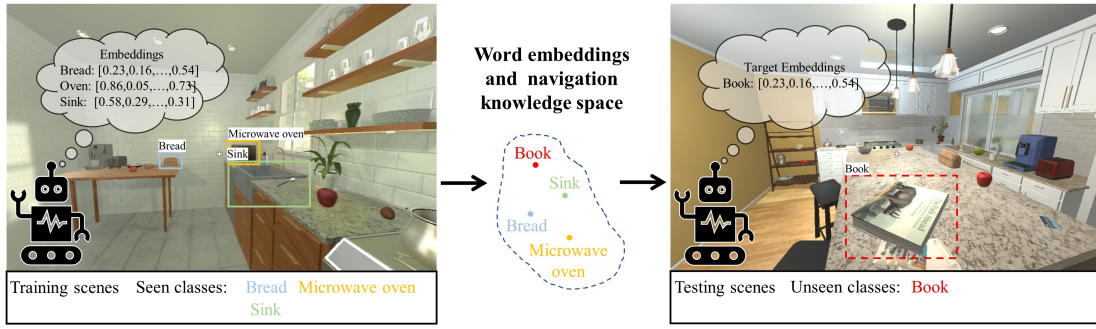 Embeddings
Bread: [0.23,0.16,…,0.54]
Oven: [0.86,0.05,…,0.73]
Sink: [0.58,0.29,…,0.31]
Microwave oven
Sink
Bread
Training scenes Seen classes: Bread Microwave oven
Sink
Word embeddings
and navigation
knowledge space
Book
Sink
Bread
Microwave
oven
Target Embeddings
Book: [0.23,0.16,…,0.54]
Book
Testing scenes Unseen classes: Book